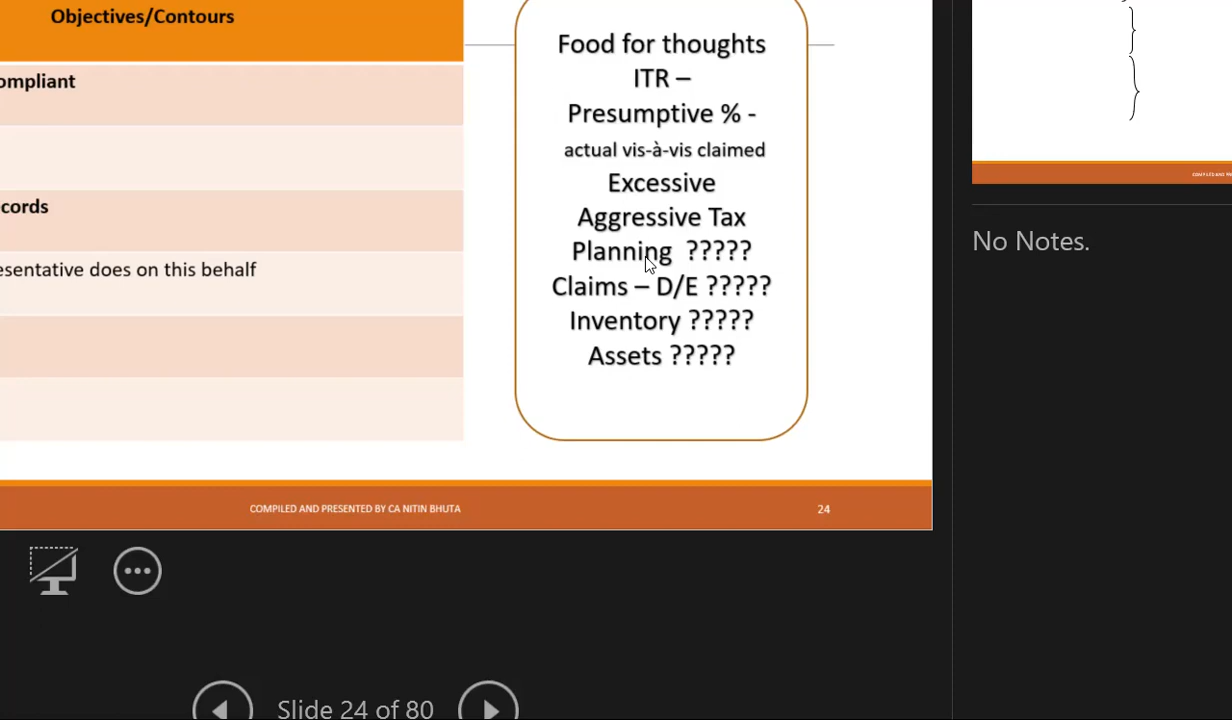 Objectives/Contours
ompliant
cords
esentative does on this behalf
Food for thoughts
ITR –
Presumptive % -
actual vis-à-vis claimed
Excessive
Aggressive Tax
Planning ?????
Claims – D/E ?????
Inventory ?????
Assets ?????
COMPILED AND PRESENTED BY CA NITIN BHUTA
24
No Notes.
Slide 24 of 80